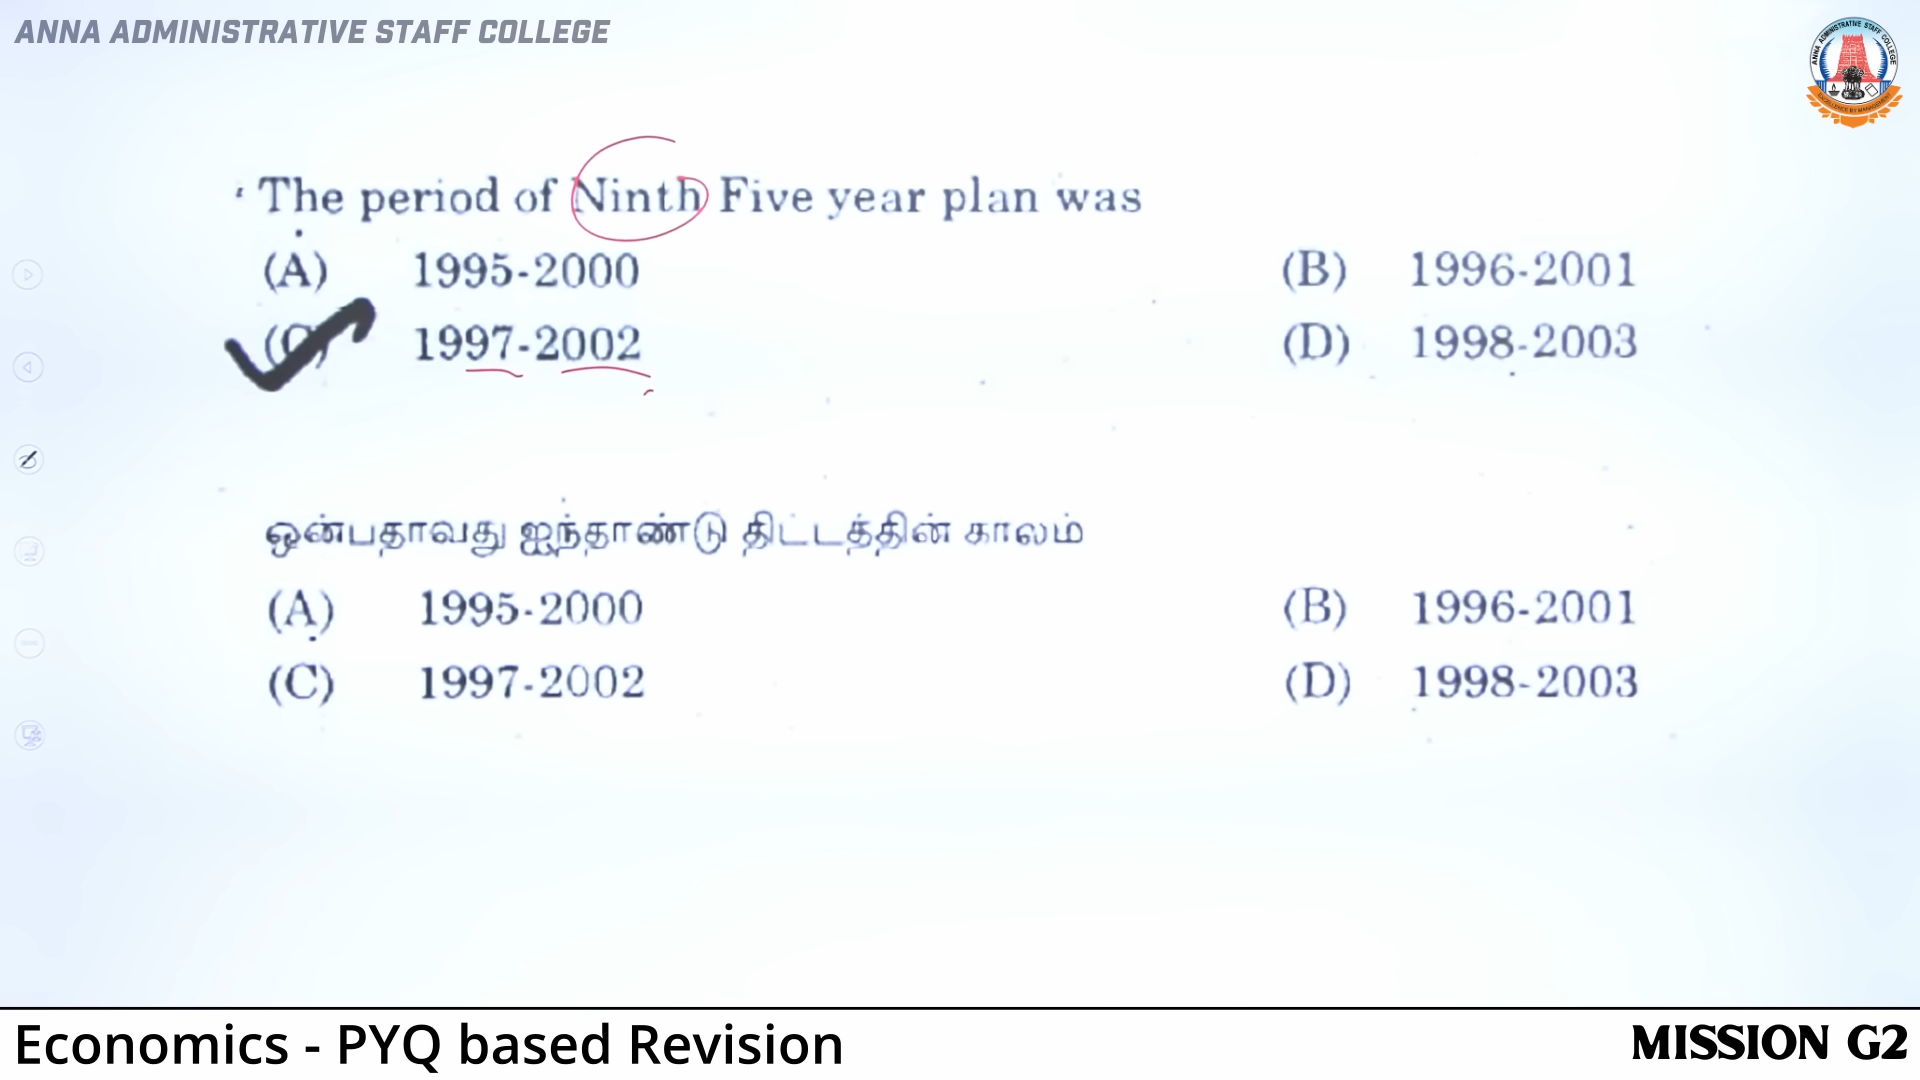 ANNA ADMINISTRATIVE STAFF COLLEGE
The period of Ninth Five year plan was
(A) 1995-2000 (B) 1996-2001
(C) 1997-2002 (D) 1998-2003
ஒன்பதாவது ஐந்தாண்டு திட்டத்தின் காலம்
(A) 1995-2000 (B) 1996-2001
(C) 1997-2002 (D) 1998-2003
Economics - PYQ based Revision MISSION G2